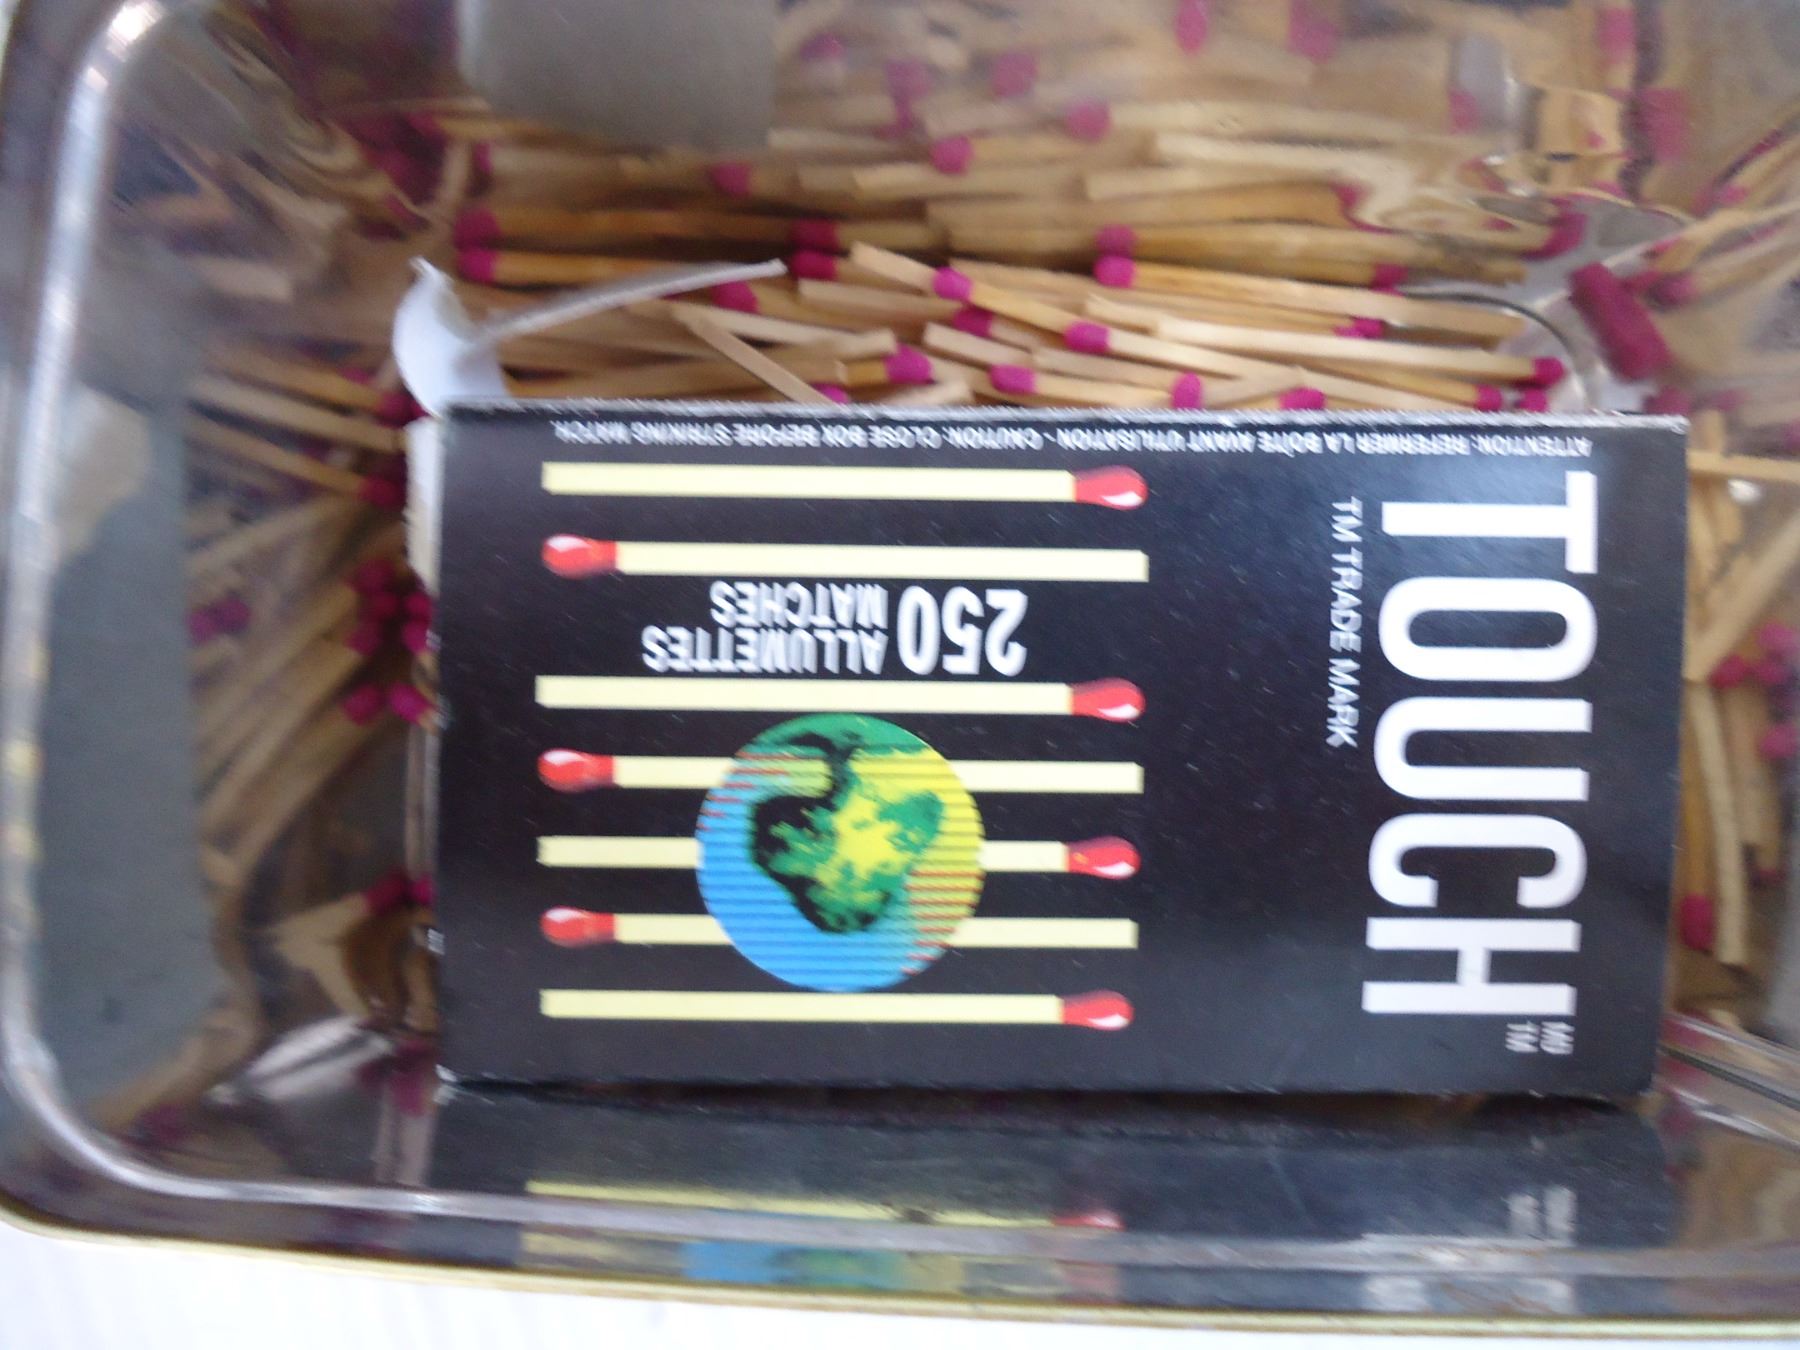 TOUCH
MD
TM
TM TRADE MARK
250 ALLUMETTES
MATCHES
ATTENTION: REFERMER LA BOÎTE AVANT UTILISATION - CAUTION: CLOSE BOX BEFORE STRIKING MATCH.